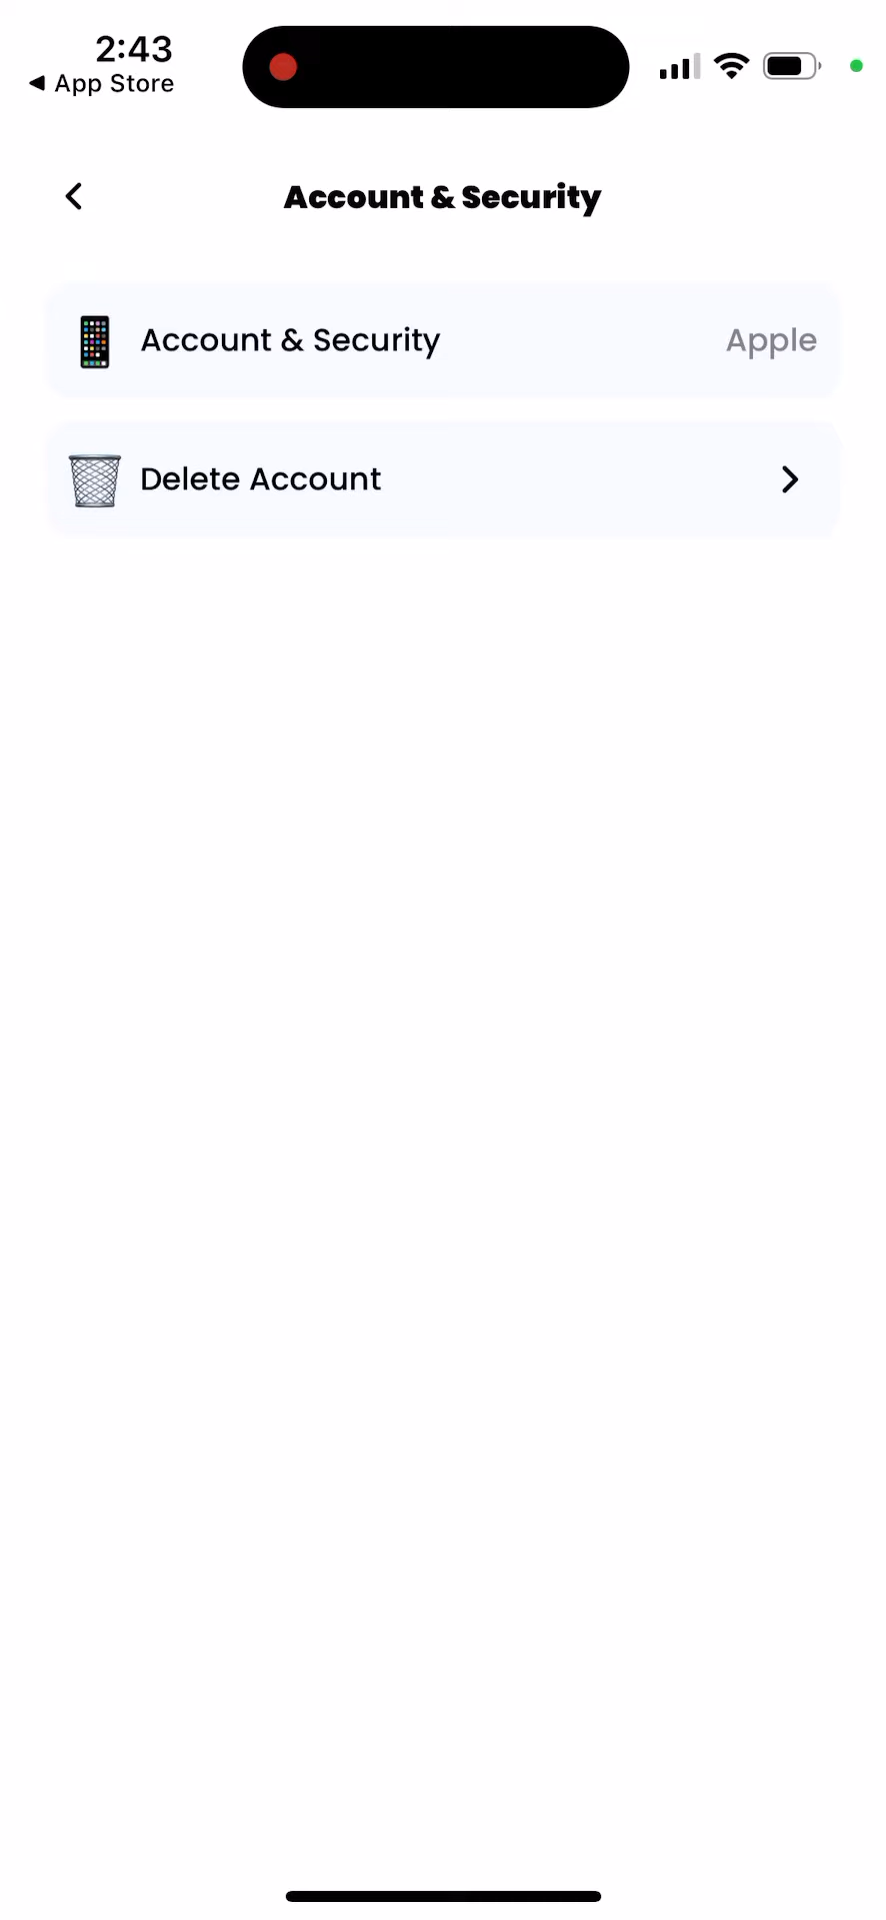 2:43
◀ App Store
Account & Security
Account & Security Apple
Delete Account